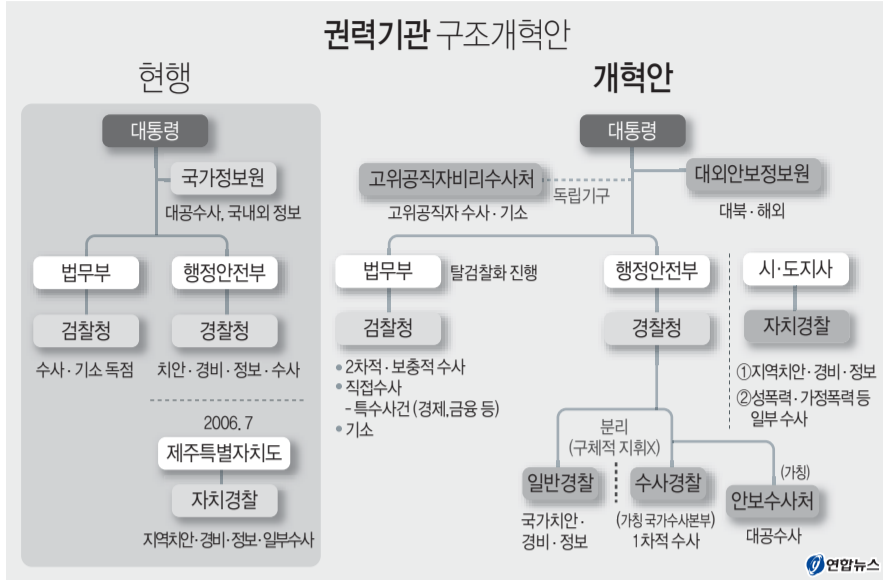 권력기관 구조개혁안
현행
대통령
국가정보원
대공수사, 국내외 정보
법무부
행정안전부
검찰청
경찰청
수사·기소 독점
치안·경비·정보·수사
2006. 7
제주특별자치도
자치경찰
지역치안·경비·정보·일부수사
개혁안
대통령
고위공직자비리수사처
독립기구
대외안보정보원
고위공직자 수사·기소
대북·해외
법무부
탈검찰화 진행
행정안전부
시·도지사
검찰청
경찰청
자치경찰
• 2차적·보충적 수사
• 직접수사
- 특수사건 (경제,금융 등)
• 기소
①지역치안·경비·정보
②성폭력·가정폭력 등
일부 수사
분리
(구체적 지휘X)
일반경찰
수사경찰
(가칭)
안보수사처
국가치안·
경비·정보
(가칭 국가수사본부)
1차적 수사
대공수사
연합뉴스